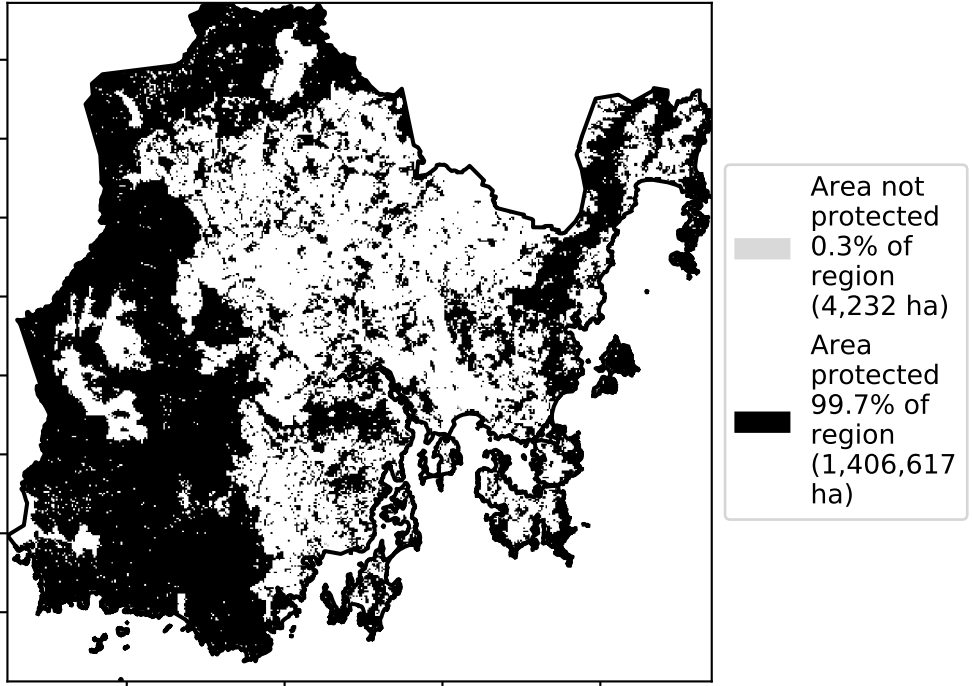 Area not
protected
0.3% of
region
(4,232 ha)
Area
protected
99.7% of
region
(1,406,617
ha)